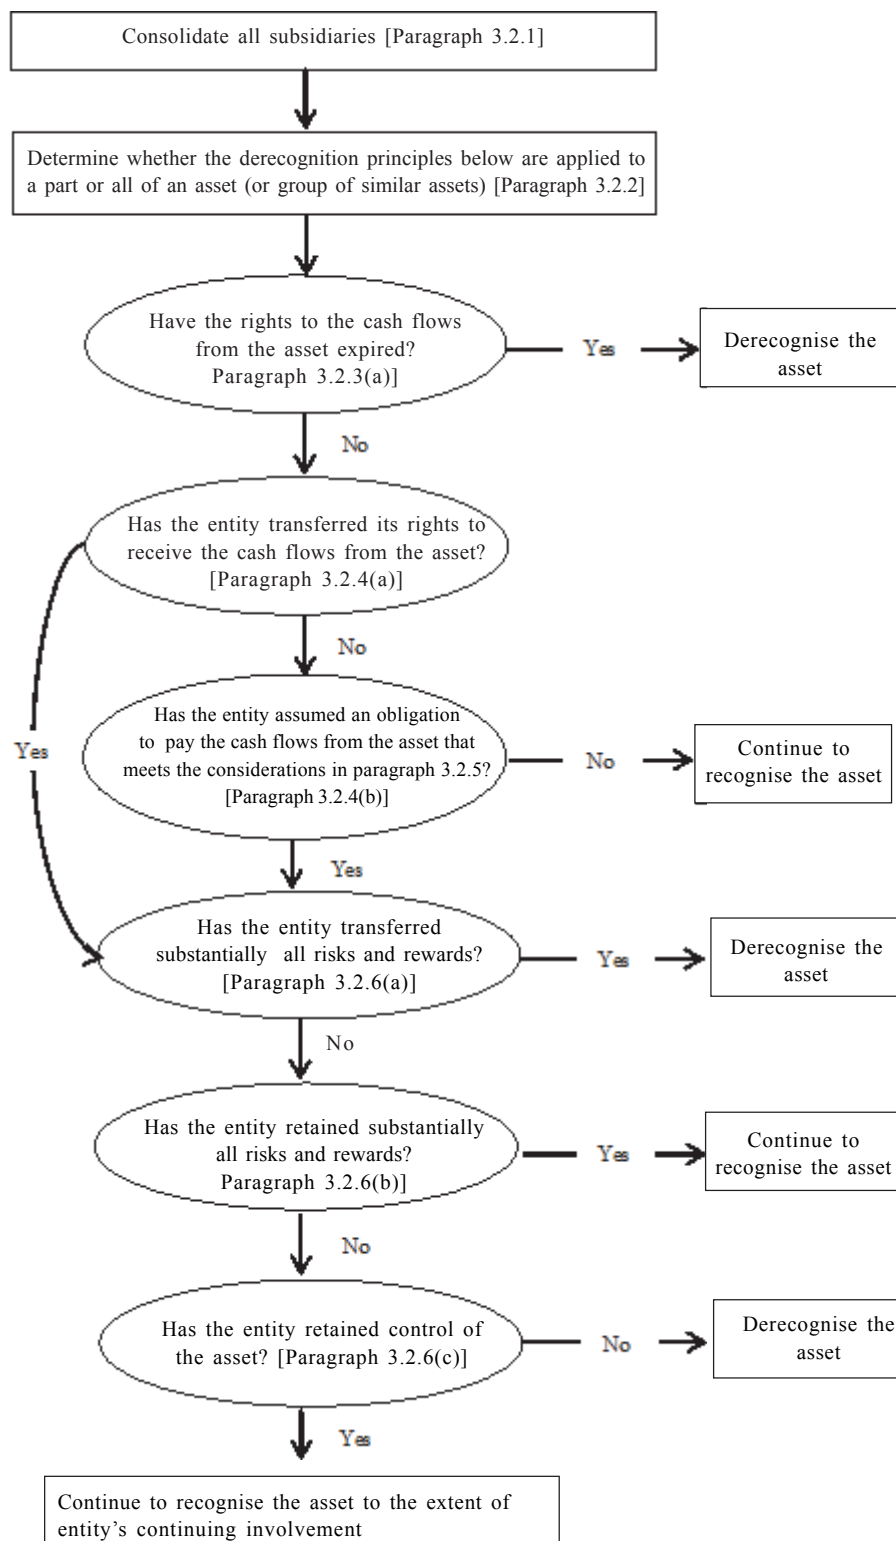 Consolidate all subsidiaries [Paragraph 3.2.1]
Determine whether the derecognition principles below are applied to
a part or all of an asset (or group of similar assets) [Paragraph 3.2.2]
Have the rights to the cash flows
from the asset expired?
Paragraph 3.2.3(a)]
Yes
Derecognise the
asset
No
Has the entity transferred its rights to
receive the cash flows from the asset?
[Paragraph 3.2.4(a)]
No
Yes
Has the entity assumed an obligation
to pay the cash flows from the asset that
meets the considerations in paragraph 3.2.5?
[Paragraph 3.2.4(b)]
No
Continue to
recognise the asset
Yes
Has the entity transferred
substantially all risks and rewards?
[Paragraph 3.2.6(a)]
Yes
Derecognise the
asset
No
Has the entity retained substantially
all risks and rewards?
Paragraph 3.2.6(b)]
Yes
Continue to
recognise the asset
No
Has the entity retained control of
the asset? [Paragraph 3.2.6(c)]
No
Derecognise the
asset
Yes
Continue to recognise the asset to the extent of
entity’s continuing involvement